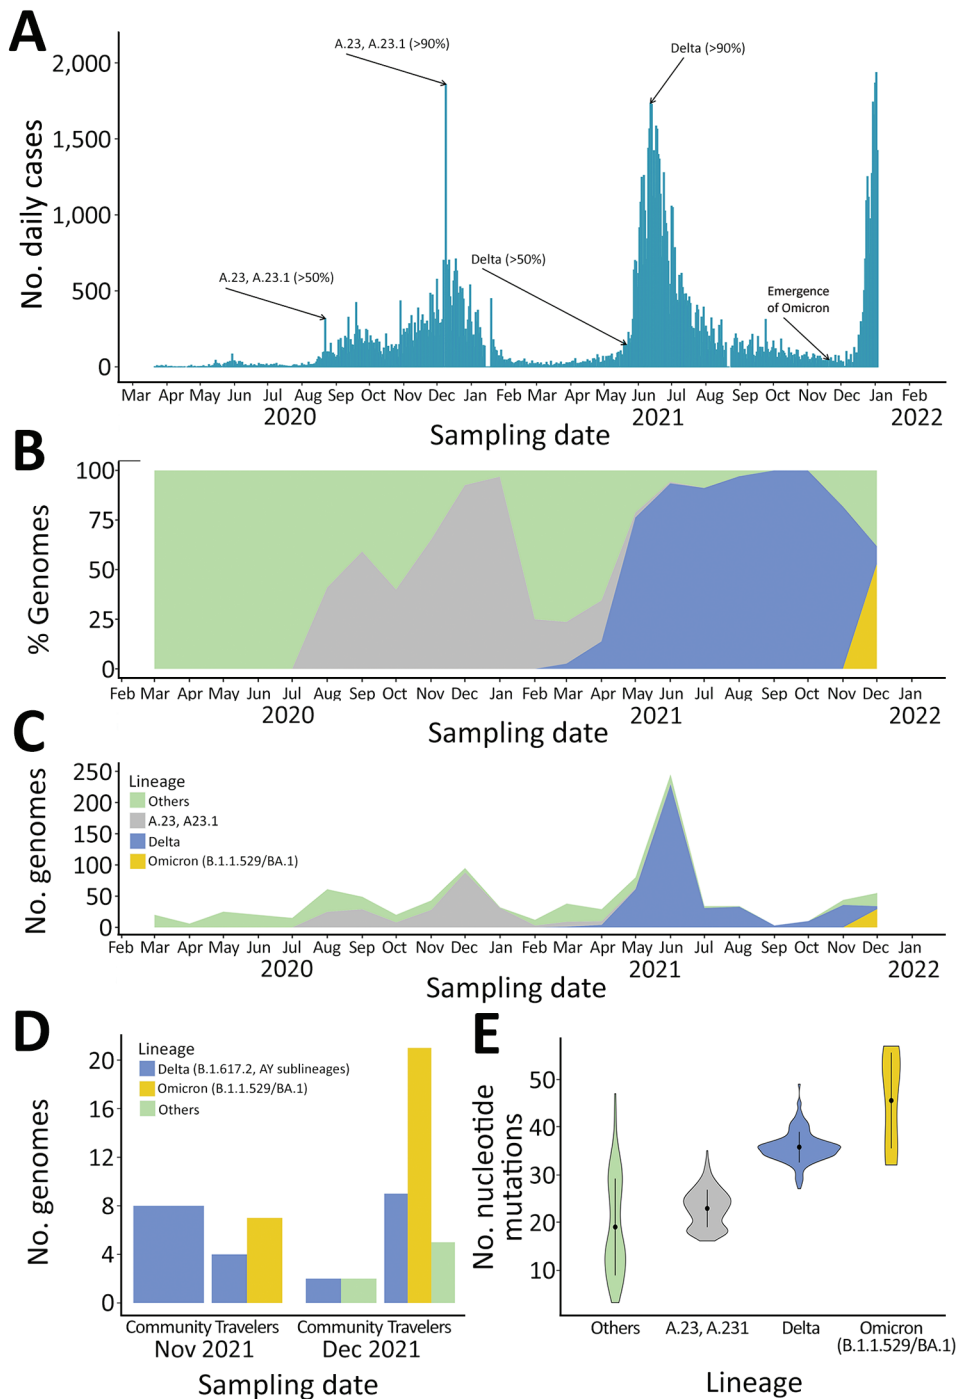 A
A.23, A.23.1 (>90%)
Delta (>90%)
2,000
1,500
1,000
500
0
No. daily cases
A.23, A.23.1 (>50%)
Delta (>50%)
Emergence
of Omicron
Mar Apr May Jun Jul Aug Sep Oct Nov Dec Jan Feb Mar Apr May Jun Jul Aug Sep Oct Nov Dec Jan Feb
2020 2021 2022
Sampling date
B
100
75
50
25
0
% Genomes
Feb Mar Apr May Jun Jul Aug Sep Oct Nov Dec Jan Feb Mar Apr May Jun Jul Aug Sep Oct Nov Dec Jan
2020 2021 2022
Sampling date
C
250
200
150
100
50
0
No. genomes
Lineage
Others
A.23, A23.1
Delta
Omicron (B.1.1.529/BA.1)
Feb Mar Apr May Jun Jul Aug Sep Oct Nov Dec Jan Feb Mar Apr May Jun Jul Aug Sep Oct Nov Dec Jan
2020 2021 2022
Sampling date
D
20
16
12
8
4
0
No. genomes
Lineage
Delta (B.1.617.2, AY sublineages)
Omicron (B.1.1.529/BA.1)
Others
Community Travelers Community Travelers
Nov 2021 Dec 2021
Sampling date
E
50
40
30
20
10
No. nucleotide
mutations
Others A.23, A.231 Delta Omicron
(B.1.1.529/BA.1)
Lineage